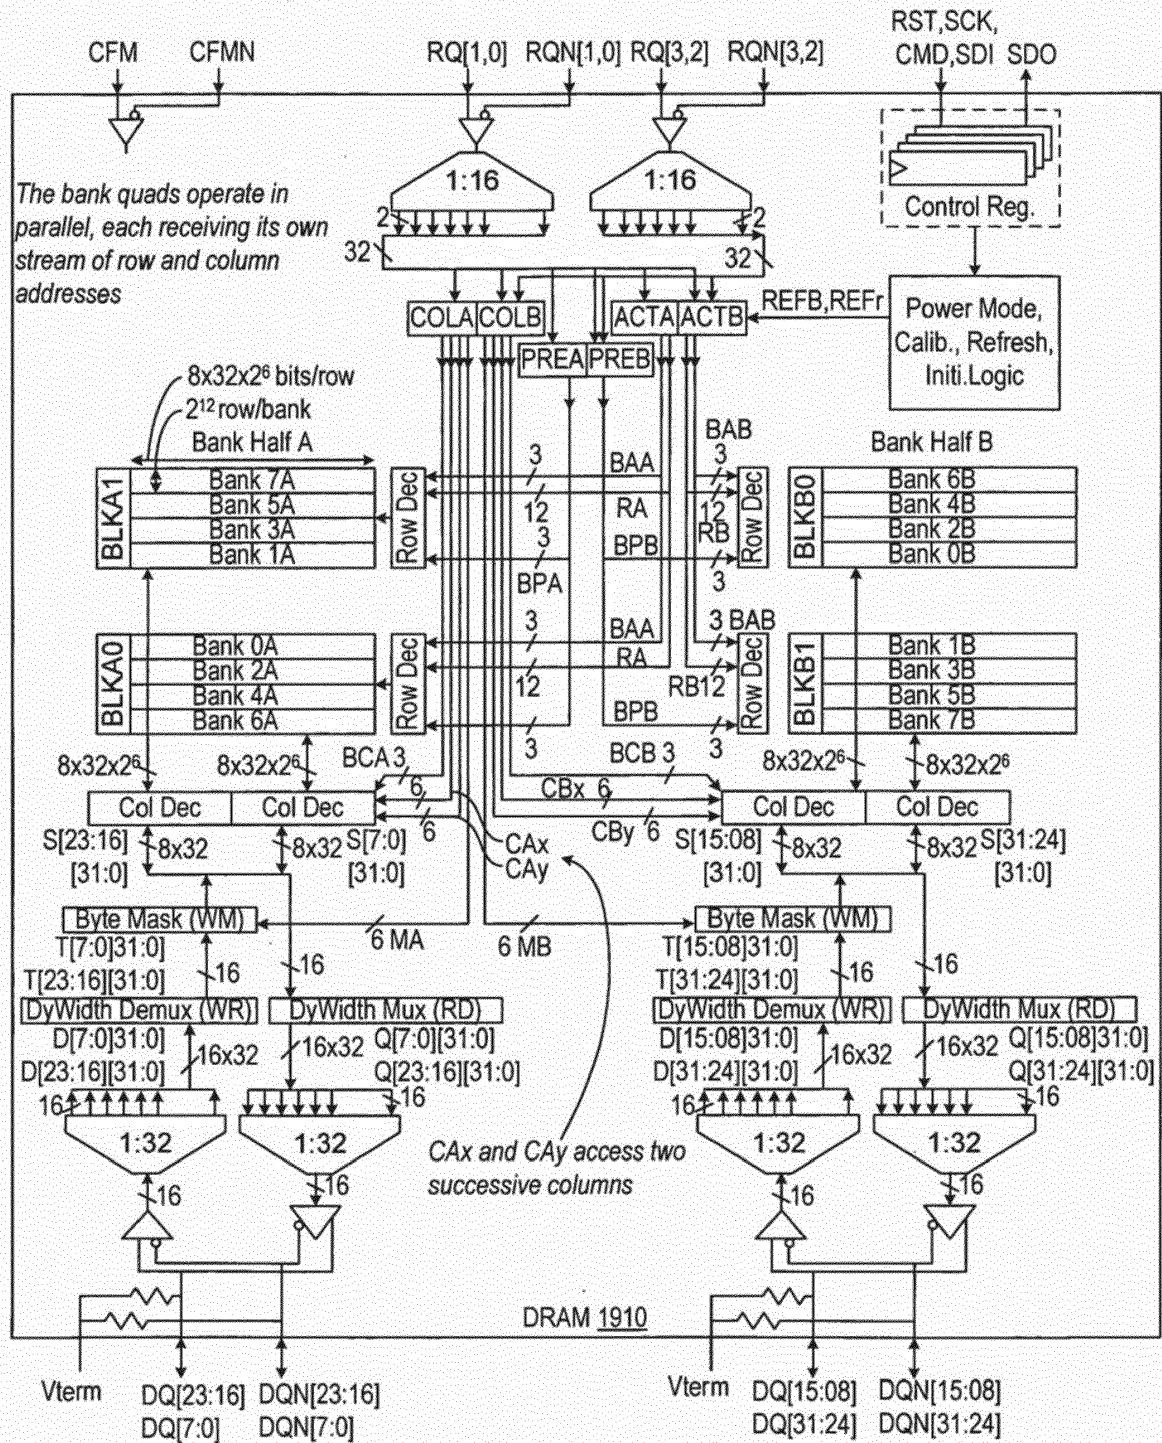 RST,SCK,
CFM CFMN RQ[1,0] RQN[1,0] RQ[3,2] RQN[3,2] CMD,SDI SDO
The bank quads operate in
parallel, each receiving its own
stream of row and column
addresses
1:16 1:16
Control Reg.
2 2
32 32
COLA COLB ACTA ACTB
REFB,REFr
PREA PREB
Power Mode,
Calib., Refresh,
Initi.Logic
8x32x2⁶ bits/row
2¹² row/bank
Bank Half A
BAB
Bank Half B
BLKA1
Bank 7A
Bank 5A
Bank 3A
Bank 1A
Row Dec
3 BAA 3
12 RA 12
RB
3 BPB
BPA 3
Row Dec
BLKB0
Bank 6B
Bank 4B
Bank 2B
Bank 0B
BLKA0
Bank 0A
Bank 2A
Bank 4A
Bank 6A
Row Dec
3 BAA 3 BAB
RA
12 RB12
BPB
3 3
Row Dec
BLKB1
Bank 1B
Bank 3B
Bank 5B
Bank 7B
8x32x2⁶ 8x32x2⁶ BCA 3 BCB 3 8x32x2⁶ 8x32x2⁶
6 CBx 6
Col Dec Col Dec Col Dec Col Dec
6 CBy 6
S[23:16] 8x32 8x32 S[7:0] CAx S[15:08] 8x32 8x32 S[31:24]
[31:0] [31:0] CAy [31:0] [31:0]
Byte Mask (WM) 6 MA 6 MB Byte Mask (WM)
T[7:0]31:0] T[15:08]31:0]
T[23:16][31:0] 16 16 T[31:24][31:0] 16 16
DyWidth Demux (WR) DyWidth Mux (RD) DyWidth Demux (WR) DyWidth Mux (RD)
D[7:0]31:0] 16x32 16x32 Q[7:0][31:0] D[15:08]31:0] 16x32 16x32 Q[15:08]31:0]
D[23:16][31:0] Q[23:16][31:0] D[31:24][31:0] Q[31:24][31:0]
16 16 16 16
1:32 1:32 1:32 1:32
CAx and CAy access two
successive columns
16 16 16 16
DRAM 1910
Vterm DQ[23:16] DQN[23:16] Vterm DQ[15:08] DQN[15:08]
DQ[7:0] DQN[7:0] DQ[31:24] DQN[31:24]